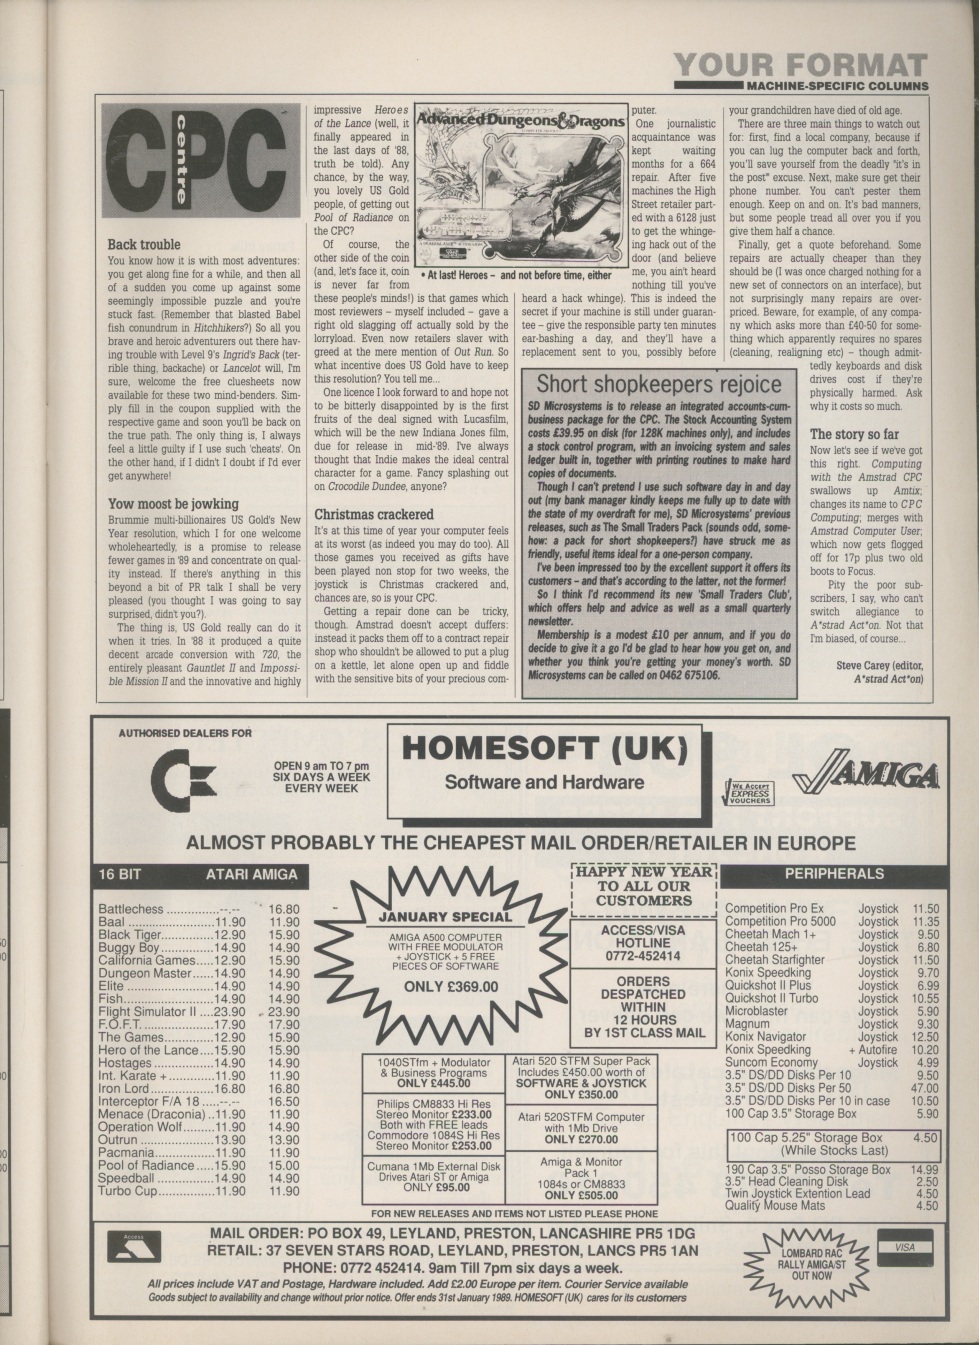 YOUR FORMAT
MACHINE-SPECIFIC COLUMNS
CPC
centre
Back trouble
You know how it is with most adventures:
you get along fine for a while, and then all
of a sudden you come up against some
seemingly impossible puzzle and you're
stuck fast. (Remember that blasted Babel
fish conundrum in Hitchhikers?) So all you
brave and heroic adventurers out there hav-
ing trouble with Level 9's Ingrid's Back (ter-
rible thing, backache) or Lancelot will, I'm
sure, welcome the free cluesheets now
available for these two mind-benders. Sim-
ply fill in the coupon supplied with the
respective game and soon you'll be back on
the true path. The only thing is, I always
feel a little guilty if I use such 'cheats'. On
the other hand, if I didn't I doubt if I'd ever
get anywhere!
Yow moost be jowking
Brummie multi-billionaires US Gold's New
Year resolution, which I for one welcome
wholeheartedly, is a promise to release
fewer games in '89 and concentrate on qual-
ity instead. If there's anything in this
beyond a bit of PR talk I shall be very
pleased (you thought I was going to say
surprised, didn't you?).
The thing is, US Gold really can do it
when it tries. In '88 it produced a quite
decent arcade conversion with 720, the
entirely pleasant Gauntlet II and Impossi-
ble Mission II and the innovative and highly
impressive Heroes
of the Lance (well, it
finally appeared in
the last days of '88,
truth be told). Any
chance, by the way,
you lovely US Gold
people, of getting out
Pool of Radiance on
the CPC?
Of course, the
other side of the coin
(and, let's face it, coin
is never far from
these people's minds!) is that games which
most reviewers – myself included – gave a
right old slagging off actually sold by the
lorryload. Even now retailers slaver with
greed at the mere mention of Out Run. So
what incentive does US Gold have to keep
this resolution? You tell me...
One licence I look forward to and hope not
to be bitterly disappointed by is the first
fruits of the deal signed with Lucasfilm,
which will be the new Indiana Jones film,
due for release in mid-'89. I've always
thought that Indie makes the ideal central
character for a game. Fancy splashing out
on Crocodile Dundee, anyone?
Christmas crackered
It's at this time of year your computer feels
at its worst (as indeed you may do too). All
those games you received as gifts have
been played non stop for two weeks, the
joystick is Christmas crackered and,
chances are, so is your CPC.
Getting a repair done can be tricky,
though. Amstrad doesn't accept duffers:
instead it packs them off to a contract repair
shop who shouldn't be allowed to put a plug
on a kettle, let alone open up and fiddle
with the sensitive bits of your precious com-
Advanced Dungeons & Dragons
• At last! Heroes – and not before time, either
puter.
One journalistic
acquaintance was
kept waiting
months for a 664
repair. After five
machines the High
Street retailer part-
ed with a 6128 just
to get the whinge-
ing hack out of the
door (and believe
me, you ain't heard
nothing till you've
heard a hack whinge). This is indeed the
secret if your machine is still under guaran-
tee – give the responsible party ten minutes
ear-bashing a day, and they'll have a
replacement sent to you, possibly before
your grandchildren have died of old age.
There are three main things to watch out
for: first, find a local company, because if
you can lug the computer back and forth,
you'll save yourself from the deadly "it's in
the post" excuse. Next, make sure get their
phone number. You can't pester them
enough. Keep on and on. It's bad manners,
but some people tread all over you if you
give them half a chance.
Finally, get a quote beforehand. Some
repairs are actually cheaper than they
should be (I was once charged nothing for a
new set of connectors on an interface), but
not surprisingly many repairs are over-
priced. Beware, for example, of any compa-
ny which asks more than £40-50 for some-
thing which apparently requires no spares
(cleaning, realigning etc) – though admit-
tedly keyboards and disk
drives cost if they're
physically harmed. Ask
why it costs so much.
The story so far
Now let's see if we've got
this right. Computing
with the Amstrad CPC
swallows up Amtix;
changes its name to CPC
Computing; merges with
Amstrad Computer User;
which now gets flogged
off for 17p plus two old
boots to Focus.
Pity the poor sub-
scribers, I say, who can't
switch allegiance to
A*strad Act*on. Not that
I'm biased, of course...
Steve Carey (editor,
A*strad Act*on)
Short shopkeepers rejoice
SD Microsystems is to release an integrated accounts-cum-
business package for the CPC. The Stock Accounting System
costs £39.95 on disk (for 128K machines only), and includes
a stock control program, with an invoicing system and sales
ledger built in, together with printing routines to make hard
copies of documents.
Though I can't pretend I use such software day in and day
out (my bank manager kindly keeps me fully up to date with
the state of my overdraft for me), SD Microsystems' previous
releases, such as The Small Traders Pack (sounds odd, some-
how: a pack for short shopkeepers?) have struck me as
friendly, useful items ideal for a one-person company.
I've been impressed too by the excellent support it offers its
customers – and that's according to the latter, not the former!
So I think I'd recommend its new 'Small Traders Club',
which offers help and advice as well as a small quarterly
newsletter.
Membership is a modest £10 per annum, and if you do
decide to give it a go I'd be glad to hear how you get on, and
whether you think you're getting your money's worth. SD
Microsystems can be called on 0462 675106.
AUTHORISED DEALERS FOR
OPEN 9 am TO 7 pm
SIX DAYS A WEEK
EVERY WEEK
HOMESOFT (UK)
Software and Hardware
WE ACCEPT
EXPRESS
VOUCHERS
AMIGA
ALMOST PROBABLY THE CHEAPEST MAIL ORDER/RETAILER IN EUROPE
16 BIT ATARI AMIGA
Battlechess ...............--.-- 16.80
Baal .........................11.90 11.90
Black Tiger................12.90 15.90
Buggy Boy................14.90 14.90
California Games.....12.90 15.90
Dungeon Master......14.90 14.90
Elite ..........................14.90 14.90
Fish...........................14.90 14.90
Flight Simulator II ....23.90 23.90
F.O.F.T. ....................17.90 17.90
The Games...............12.90 15.90
Hero of the Lance....15.90 15.90
Hostages ..................14.90 14.90
Int. Karate +.............11.90 11.90
Iron Lord ..................16.80 16.80
Interceptor F/A 18 .....--.-- 16.50
Menace (Draconia) ..11.90 11.90
Operation Wolf.........11.90 14.90
Outrun .....................13.90 13.90
Pacmania..................11.90 11.90
Pool of Radiance .....15.90 15.00
Speedball .................14.90 14.90
Turbo Cup................11.90 11.90
JANUARY SPECIAL
AMIGA A500 COMPUTER
WITH FREE MODULATOR
+ JOYSTICK + 5 FREE
PIECES OF SOFTWARE
ONLY £369.00
HAPPY NEW YEAR
TO ALL OUR
CUSTOMERS
ACCESS/VISA
HOTLINE
0772-452414
ORDERS
DESPATCHED
WITHIN
12 HOURS
BY 1ST CLASS MAIL
1040STfm + Modulator
& Business Programs
ONLY £445.00
Philips CM8833 Hi Res
Stereo Monitor £233.00
Both with FREE leads
Commodore 1084S Hi Res
Stereo Monitor £253.00
Cumana 1Mb External Disk
Drives Atari ST or Amiga
ONLY £95.00
Atari 520 STFM Super Pack
Includes £450.00 worth of
SOFTWARE & JOYSTICK
ONLY £350.00
Atari 520STFM Computer
with 1Mb Drive
ONLY £270.00
Amiga & Monitor
Pack 1
1084s or CM8833
ONLY £505.00
FOR NEW RELEASES AND ITEMS NOT LISTED PLEASE PHONE
PERIPHERALS
Competition Pro Ex Joystick 11.50
Competition Pro 5000 Joystick 11.35
Cheetah Mach 1+ Joystick 9.50
Cheetah 125+ Joystick 6.80
Cheetah Starfighter Joystick 11.50
Konix Speedking Joystick 9.70
Quickshot II Plus Joystick 6.99
Quickshot II Turbo Joystick 10.55
Microblaster Joystick 5.90
Magnum Joystick 9.30
Konix Navigator Joystick 12.50
Konix Speedking + Autofire 10.20
Suncom Economy Joystick 4.99
3.5" DS/DD Disks Per 10 9.50
3.5" DS/DD Disks Per 50 47.00
3.5" DS/DD Disks Per 10 in case 10.50
100 Cap 3.5" Storage Box 5.90
100 Cap 5.25" Storage Box 4.50
(While Stocks Last)
190 Cap 3.5" Posso Storage Box 14.99
3.5" Head Cleaning Disk 2.50
Twin Joystick Extention Lead 4.50
Quality Mouse Mats 4.50
Access
MAIL ORDER: PO BOX 49, LEYLAND, PRESTON, LANCASHIRE PR5 1DG
RETAIL: 37 SEVEN STARS ROAD, LEYLAND, PRESTON, LANCS PR5 1AN
PHONE: 0772 452414. 9am Till 7pm six days a week.
All prices include VAT and Postage, Hardware included. Add £2.00 Europe per item. Courier Service available
Goods subject to availability and change without prior notice. Offer ends 31st January 1989. HOMESOFT (UK) cares for its customers
LOMBARD RAC
RALLY AMIGA/ST
OUT NOW
VISA